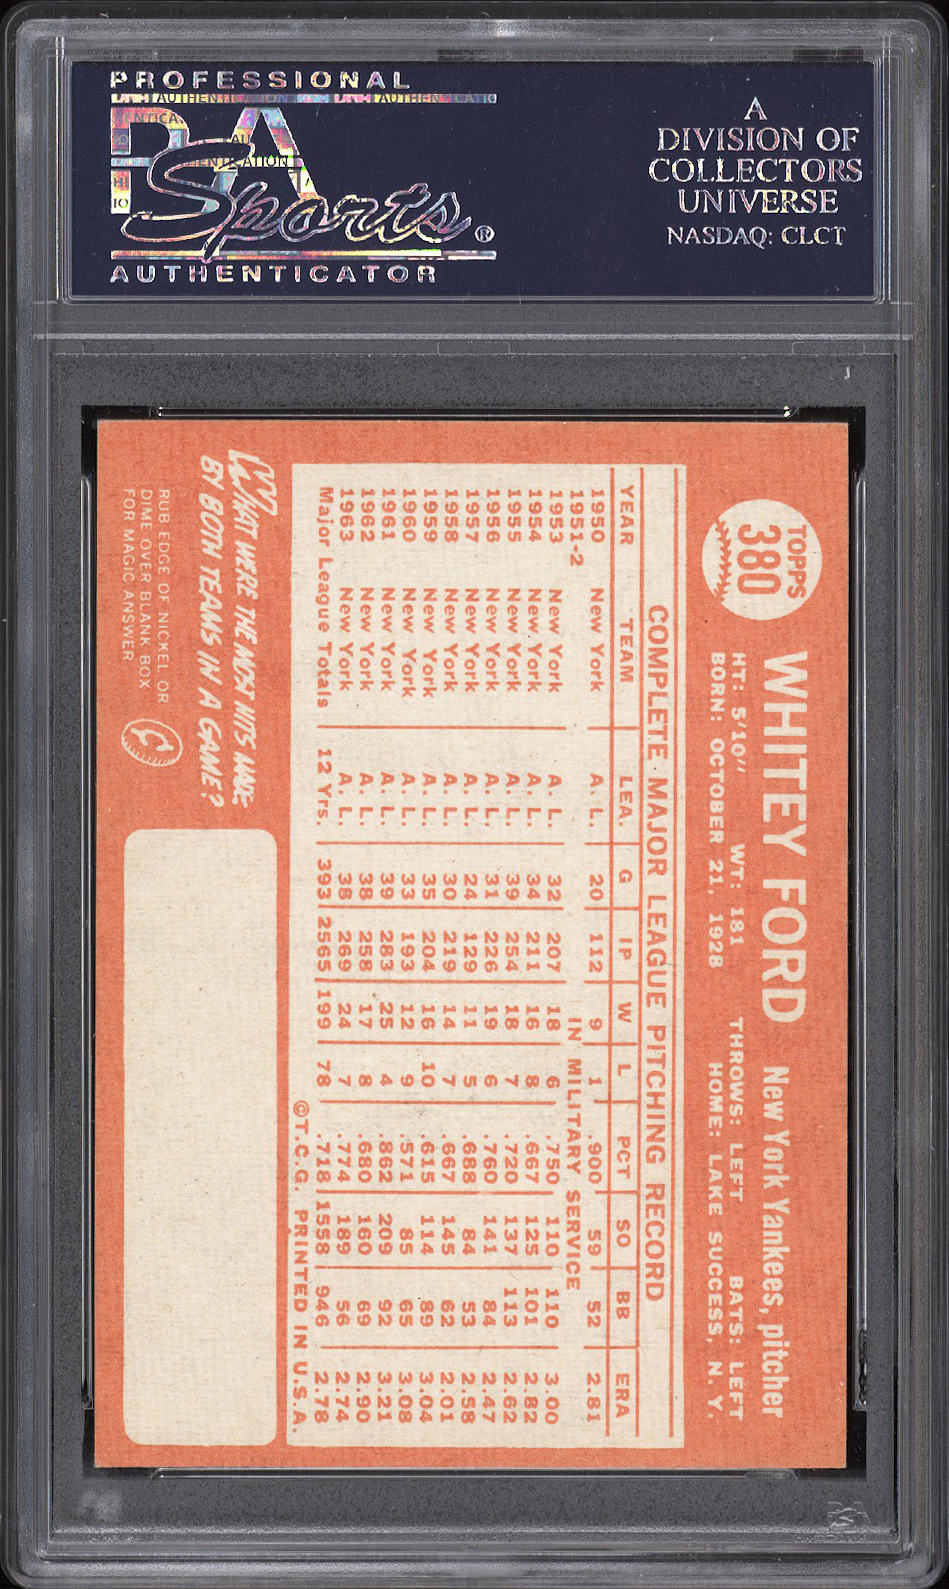 PROFESSIONAL
PSA
Sports®
AUTHENTICATOR
A
DIVISION OF
COLLECTORS
UNIVERSE
NASDAQ: CLCT
TOPPS
380
WHITEY FORD New York Yankees, pitcher
HT: 5'10" WT: 181 THROWS: LEFT BATS: LEFT
BORN: OCTOBER 21, 1928 HOME: LAKE SUCCESS, N. Y.
COMPLETE MAJOR LEAGUE PITCHING RECORD
YEAR TEAM LEA. G IP W L PCT SO BB ERA
1950 New York A. L. 20 112 9 1 .900 59 52 2.81
1951-2 IN MILITARY SERVICE
1953 New York A. L. 32 207 18 6 .750 110 110 3.00
1954 New York A. L. 34 211 16 8 .667 125 101 2.82
1955 New York A. L. 39 254 18 7 .720 137 113 2.62
1956 New York A. L. 31 226 19 6 .760 141 84 2.47
1957 New York A. L. 24 129 11 5 .688 84 53 2.58
1958 New York A. L. 30 219 14 7 .667 145 62 2.01
1959 New York A. L. 35 204 16 10 .615 114 89 3.04
1960 New York A. L. 33 193 12 9 .571 85 65 3.08
1961 New York A. L. 39 283 25 4 .862 209 92 3.21
1962 New York A. L. 38 258 17 8 .680 160 69 2.90
1963 New York A. L. 38 269 24 7 .774 189 56 2.74
Major League Totals 12 Yrs. 393 2565 199 78 .718 1558 946 2.78
©T.C.G. PRINTED IN U.S.A.
WHAT WERE THE MOST HITS MADE
BY BOTH TEAMS IN A GAME?
RUB EDGE OF NICKEL OR
DIME OVER BLANK BOX
FOR MAGIC ANSWER